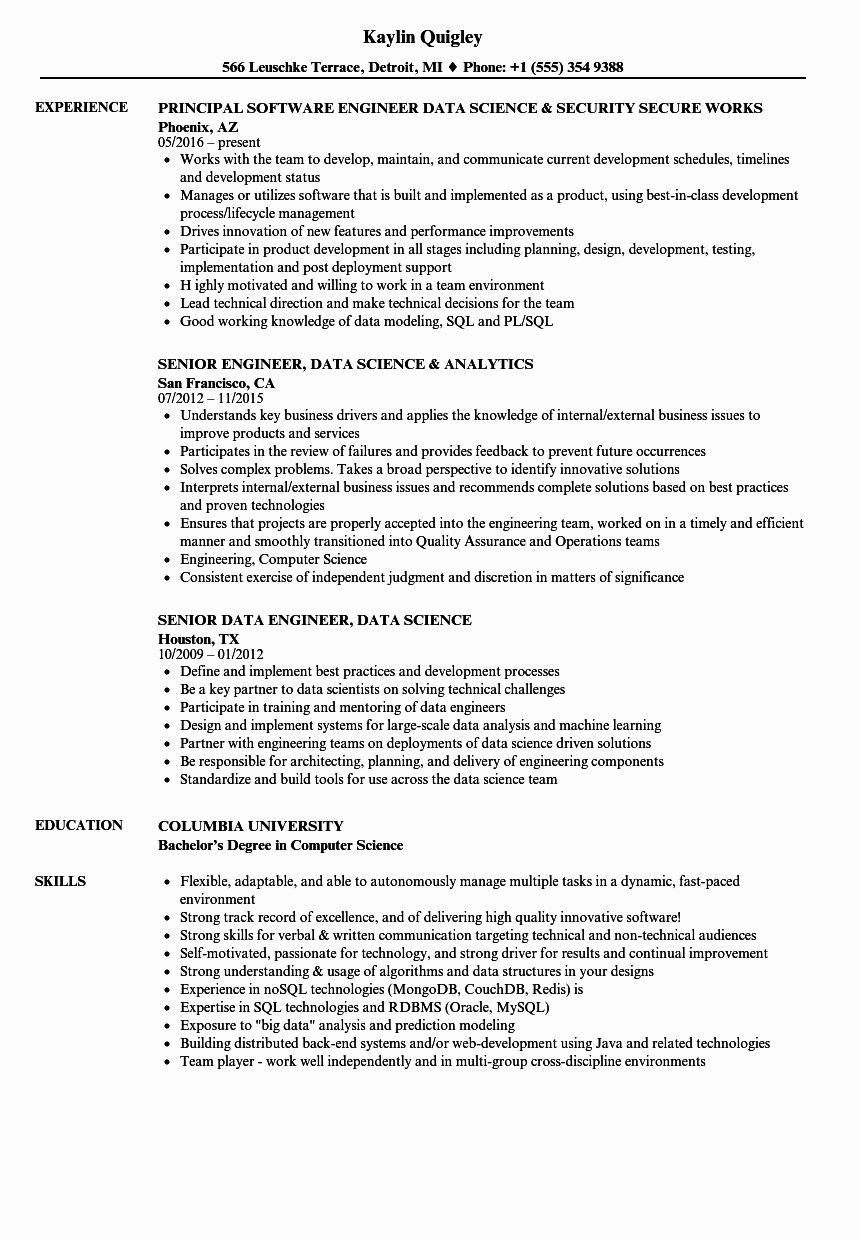 Kaylin Quigley
566 Leuschke Terrace, Detroit, MI ♦ Phone: +1 (555) 354 9388
EXPERIENCE
PRINCIPAL SOFTWARE ENGINEER DATA SCIENCE & SECURITY SECURE WORKS
Phoenix, AZ
05/2016 – present
• Works with the team to develop, maintain, and communicate current development schedules, timelines
and development status
• Manages or utilizes software that is built and implemented as a product, using best-in-class development
process/lifecycle management
• Drives innovation of new features and performance improvements
• Participate in product development in all stages including planning, design, development, testing,
implementation and post deployment support
• H ighly motivated and willing to work in a team environment
• Lead technical direction and make technical decisions for the team
• Good working knowledge of data modeling, SQL and PL/SQL
SENIOR ENGINEER, DATA SCIENCE & ANALYTICS
San Francisco, CA
07/2012 – 11/2015
• Understands key business drivers and applies the knowledge of internal/external business issues to
improve products and services
• Participates in the review of failures and provides feedback to prevent future occurrences
• Solves complex problems. Takes a broad perspective to identify innovative solutions
• Interprets internal/external business issues and recommends complete solutions based on best practices
and proven technologies
• Ensures that projects are properly accepted into the engineering team, worked on in a timely and efficient
manner and smoothly transitioned into Quality Assurance and Operations teams
• Engineering, Computer Science
• Consistent exercise of independent judgment and discretion in matters of significance
SENIOR DATA ENGINEER, DATA SCIENCE
Houston, TX
10/2009 – 01/2012
• Define and implement best practices and development processes
• Be a key partner to data scientists on solving technical challenges
• Participate in training and mentoring of data engineers
• Design and implement systems for large-scale data analysis and machine learning
• Partner with engineering teams on deployments of data science driven solutions
• Be responsible for architecting, planning, and delivery of engineering components
• Standardize and build tools for use across the data science team
EDUCATION
COLUMBIA UNIVERSITY
Bachelor's Degree in Computer Science
SKILLS
• Flexible, adaptable, and able to autonomously manage multiple tasks in a dynamic, fast-paced
environment
• Strong track record of excellence, and of delivering high quality innovative software!
• Strong skills for verbal & written communication targeting technical and non-technical audiences
• Self-motivated, passionate for technology, and strong driver for results and continual improvement
• Strong understanding & usage of algorithms and data structures in your designs
• Experience in noSQL technologies (MongoDB, CouchDB, Redis) is
• Expertise in SQL technologies and RDBMS (Oracle, MySQL)
• Exposure to "big data" analysis and prediction modeling
• Building distributed back-end systems and/or web-development using Java and related technologies
• Team player - work well independently and in multi-group cross-discipline environments